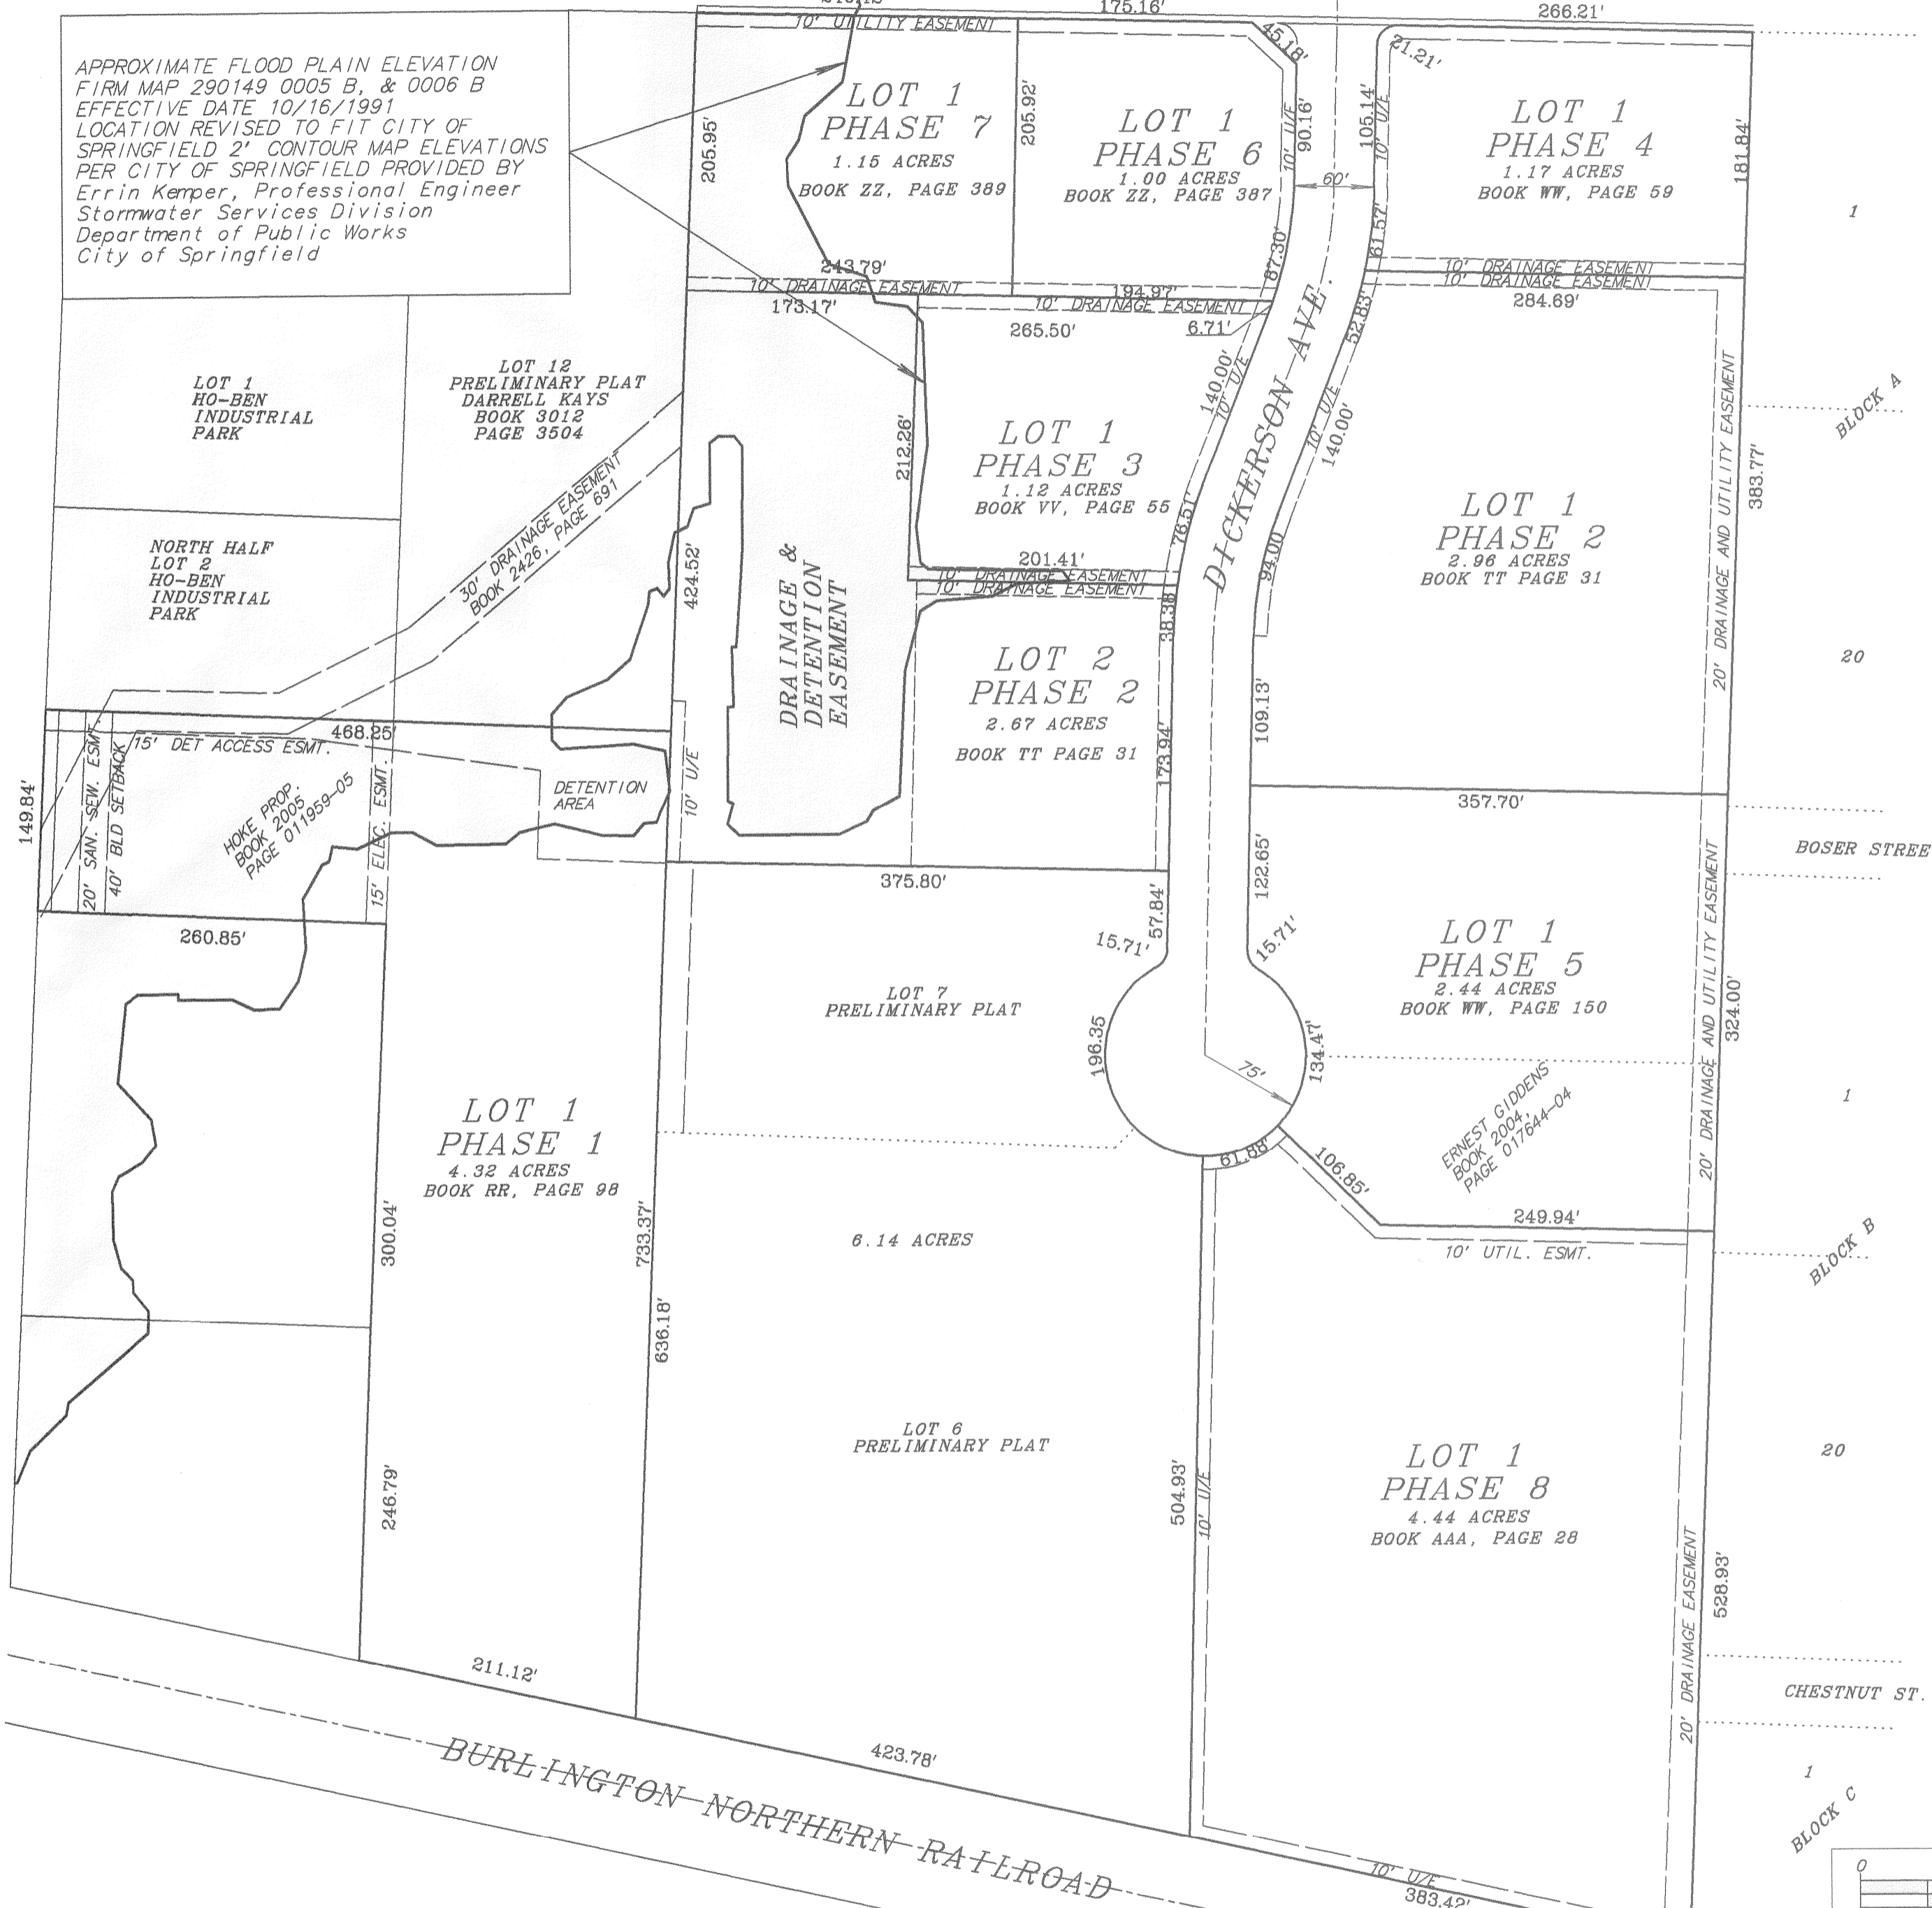 175.16'
266.21'
10' UTILITY EASEMENT
45.18'
21.21'
APPROXIMATE FLOOD PLAIN ELEVATION
FIRM MAP 290149 0005 B, & 0006 B
EFFECTIVE DATE 10/16/1991
LOCATION REVISED TO FIT CITY OF
SPRINGFIELD 2' CONTOUR MAP ELEVATIONS
PER CITY OF SPRINGFIELD PROVIDED BY
Errin Kemper, Professional Engineer
Stormwater Services Division
Department of Public Works
City of Springfield
205.95'
LOT 1
PHASE 7
1.15 ACRES
BOOK ZZ, PAGE 389
205.92'
LOT 1
PHASE 6
1.00 ACRES
BOOK ZZ, PAGE 387
10' U/E
90.16'
60'
105.14'
10' U/E
LOT 1
PHASE 4
1.17 ACRES
BOOK WW, PAGE 59
181.84'
1
87.30'
61.57'
243.79'
10' DRAINAGE EASEMENT
173.17'
194.97'
10' DRAINAGE EASEMENT
265.50'
6.71'
10' DRAINAGE EASEMENT
10' DRAINAGE EASEMENT
284.69'
52.83'
LOT 1
HO-BEN
INDUSTRIAL
PARK
LOT 12
PRELIMINARY PLAT
DARRELL KAYS
BOOK 3012
PAGE 3504
140.00'
10' U/E
DICKERSON AVE.
10' U/E
140.00'
20' DRAINAGE AND UTILITY EASEMENT
383.77'
BLOCK A
212.26'
LOT 1
PHASE 3
1.12 ACRES
BOOK VV, PAGE 55
76.51'
94.00
LOT 1
PHASE 2
2.96 ACRES
BOOK TT PAGE 31
30' DRAINAGE EASEMENT
BOOK 2426, PAGE 691
NORTH HALF
LOT 2
HO-BEN
INDUSTRIAL
PARK
424.52'
DRAINAGE &
DETENTION
EASEMENT
201.41'
10' DRAINAGE EASEMENT
10' DRAINAGE EASEMENT
38.38'
LOT 2
PHASE 2
2.67 ACRES
BOOK TT PAGE 31
173.94'
109.13'
20
468.25'
15' DET ACCESS ESMT.
149.84'
20' SAN. SEW. ESMT.
40' BLD SETBACK
HOKE PROP.
BOOK 2005
PAGE 011959-05
15' ELEC. ESMT.
DETENTION
AREA
10' U/E
357.70'
BOSER STREE
375.80'
57.84'
122.65'
260.85'
15.71'
15.71'
LOT 1
PHASE 5
2.44 ACRES
BOOK WW, PAGE 150
20' DRAINAGE AND UTILITY EASEMENT
324.00'
LOT 7
PRELIMINARY PLAT
196.35
75'
134.47'
ERNEST GIDDENS
BOOK 2004,
PAGE 017644-04
1
LOT 1
PHASE 1
4.32 ACRES
BOOK RR, PAGE 98
61.88'
106.85'
249.94'
10' UTIL. ESMT.
BLOCK B
300.04'
733.37'
6.14 ACRES
636.18'
LOT 6
PRELIMINARY PLAT
246.79'
504.93'
10' U/E
LOT 1
PHASE 8
4.44 ACRES
BOOK AAA, PAGE 28
20
20' DRAINAGE EASEMENT
528.93'
211.12'
CHESTNUT ST.
423.78'
BURLINGTON NORTHERN RAILROAD
1
BLOCK C
10' U/E
383.42'
0